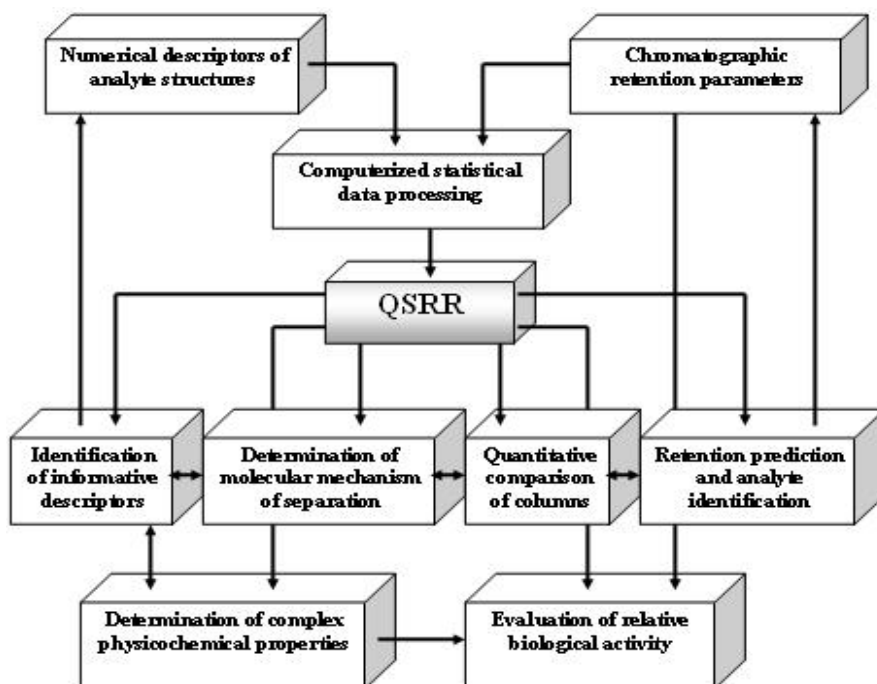 Numerical descriptors of
analyte structures
Chromatographic
retention parameters
Computerized statistical
data processing
QSRR
Identification
of informative
descriptors
Determination of
molecular mechanism
of separation
Quantitative
comparison
of columns
Retention prediction
and analyte
identification
Determination of complex
physicochemical properties
Evaluation of relative
biological activity